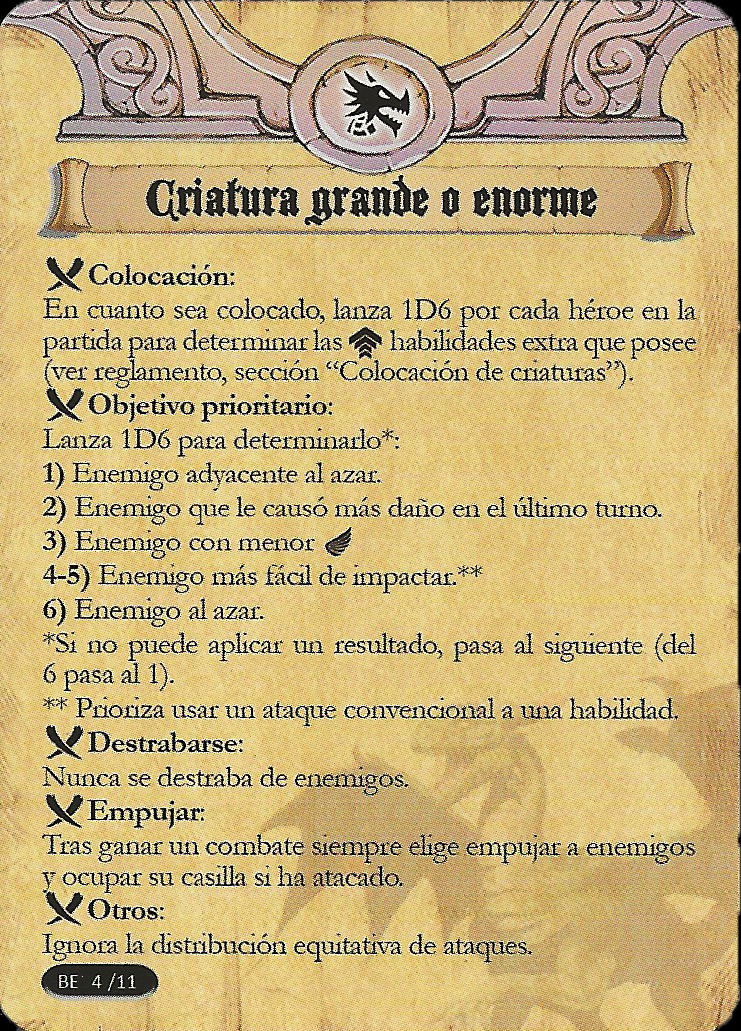 Criatura grande o enorme
Colocación:
En cuanto sea colocado, lanza 1D6 por cada héroe en la
partida para determinar las habilidades extra que posee
(ver reglamento, sección “Colocación de criaturas”).
Objetivo prioritario:
Lanza 1D6 para determinarlo*:
1) Enemigo adyacente al azar.
2) Enemigo que le causó más daño en el último turno.
3) Enemigo con menor
4-5) Enemigo más fácil de impactar.**
6) Enemigo al azar.
*Si no puede aplicar un resultado, pasa al siguiente (del
6 pasa al 1).
** Prioriza usar un ataque convencional a una habilidad.
Destrabarse:
Nunca se destraba de enemigos.
Empujar:
Tras ganar un combate siempre elige empujar a enemigos
y ocupar su casilla si ha atacado.
Otros:
Ignora la distribución equitativa de ataques.
BE 4 /11